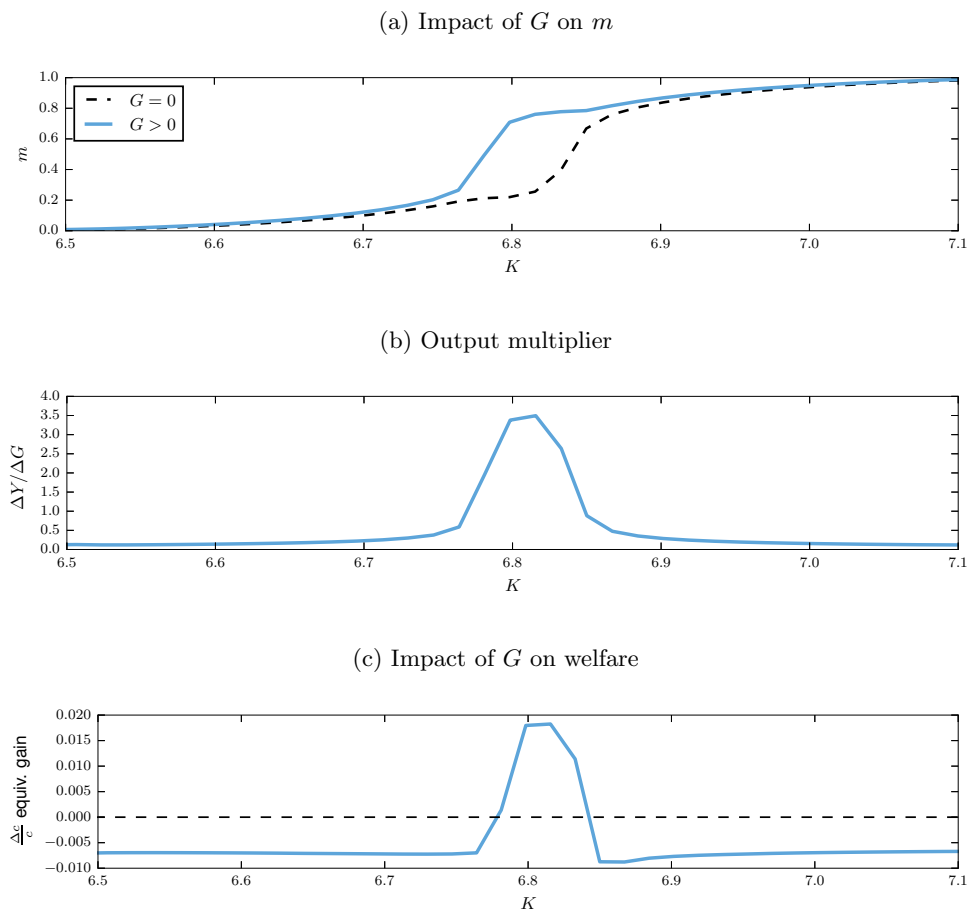 (a) Impact of G on m
1.0
0.8
0.6
0.4
0.2
0.0
m
G = 0
G > 0
6.5 6.6 6.7 6.8 6.9 7.0 7.1
K
(b) Output multiplier
4.0
3.5
3.0
2.5
2.0
1.5
1.0
0.5
0.0
ΔY/ΔG
6.5 6.6 6.7 6.8 6.9 7.0 7.1
K
(c) Impact of G on welfare
0.020
0.015
0.010
0.005
0.000
−0.005
−0.010
Δc/c equiv. gain
6.5 6.6 6.7 6.8 6.9 7.0 7.1
K